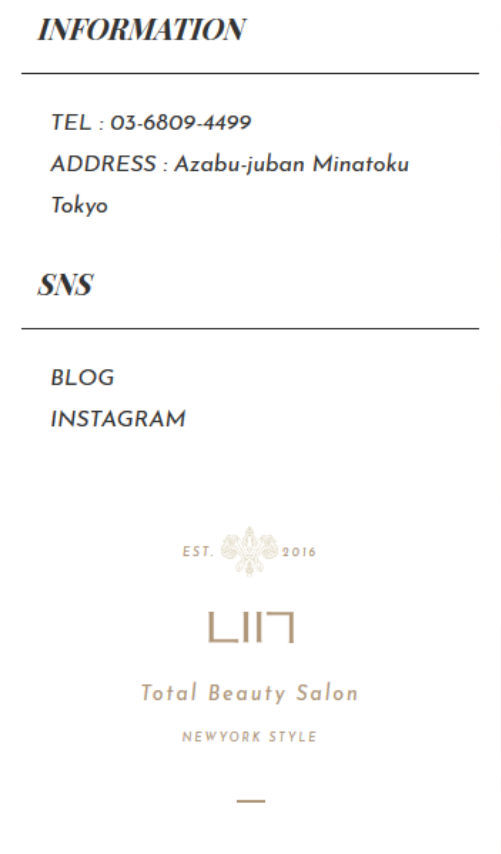 INFORMATION
TEL : 03-6809-4499
ADDRESS : Azabu-juban Minatoku
Tokyo
SNS
BLOG
INSTAGRAM
EST. 2016
LIN
Total Beauty Salon
NEWYORK STYLE